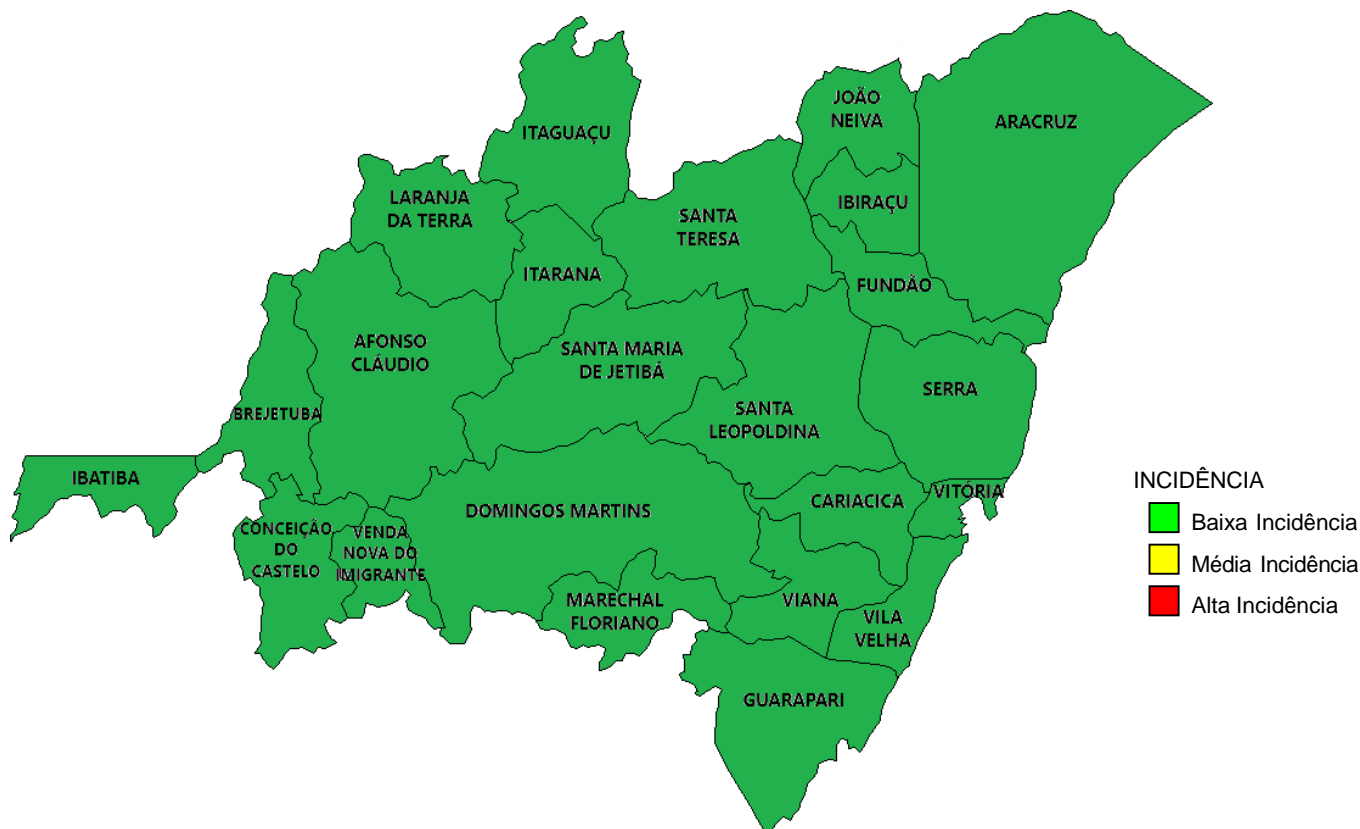 JOÃO
NEIVA
ARACRUZ
ITAGUAÇU
LARANJA
DA TERRA
IBIRAÇU
SANTA
TERESA
ITARANA
FUNDÃO
AFONSO
CLÁUDIO
SANTA MARIA
DE JETIBÁ
SERRA
BREJETUBA
SANTA
LEOPOLDINA
IBATIBA
VITÓRIA
CARIACICA
DOMINGOS MARTINS
CONCEIÇÃO
DO
CASTELO
VENDA
NOVA DO
IMIGRANTE
MARECHAL
FLORIANO
VIANA
VILA
VELHA
GUARAPARI
INCIDÊNCIA
Baixa Incidência
Média Incidência
Alta Incidência